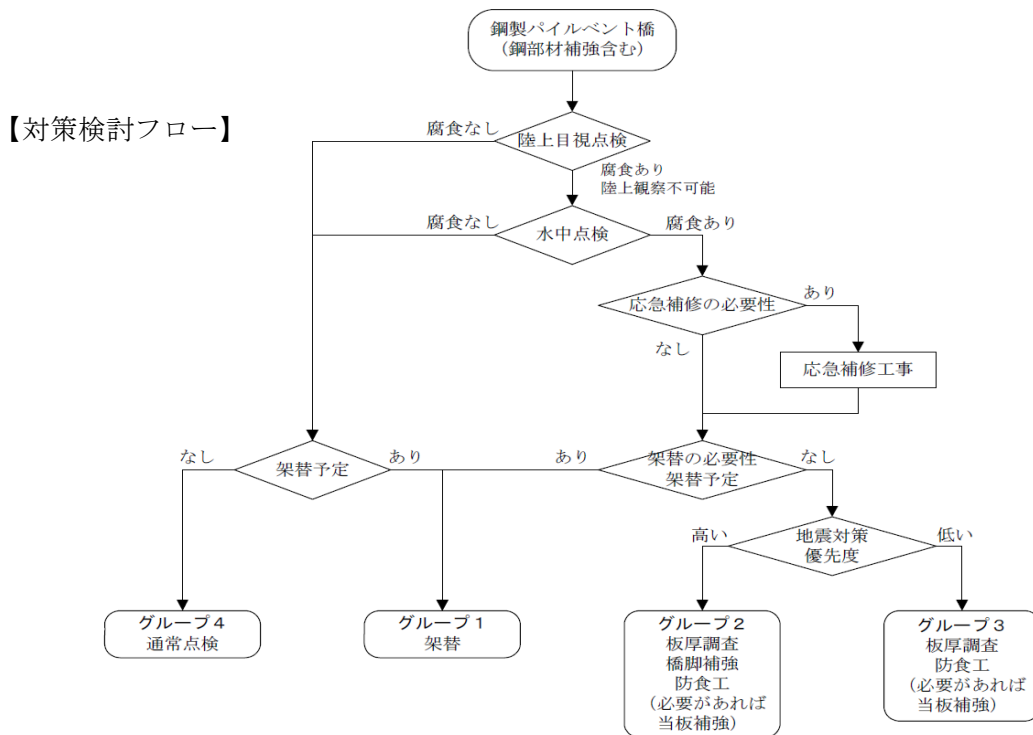 鋼製パイルベント橋
(鋼部材補強含む)
【対策検討フロー】
腐食なし
陸上目視点検
腐食あり
陸上観察不可能
腐食なし
水中点検
腐食あり
応急補修の必要性
あり
なし
応急補修工事
なし
架替予定
あり
あり
架替の必要性
架替予定
なし
高い
地震対策
優先度
低い
グループ4
通常点検
グループ1
架替
グループ2
板厚調査
橋脚補強
防食工
(必要があれば
当板補強)
グループ3
板厚調査
防食工
(必要があれば
当板補強)